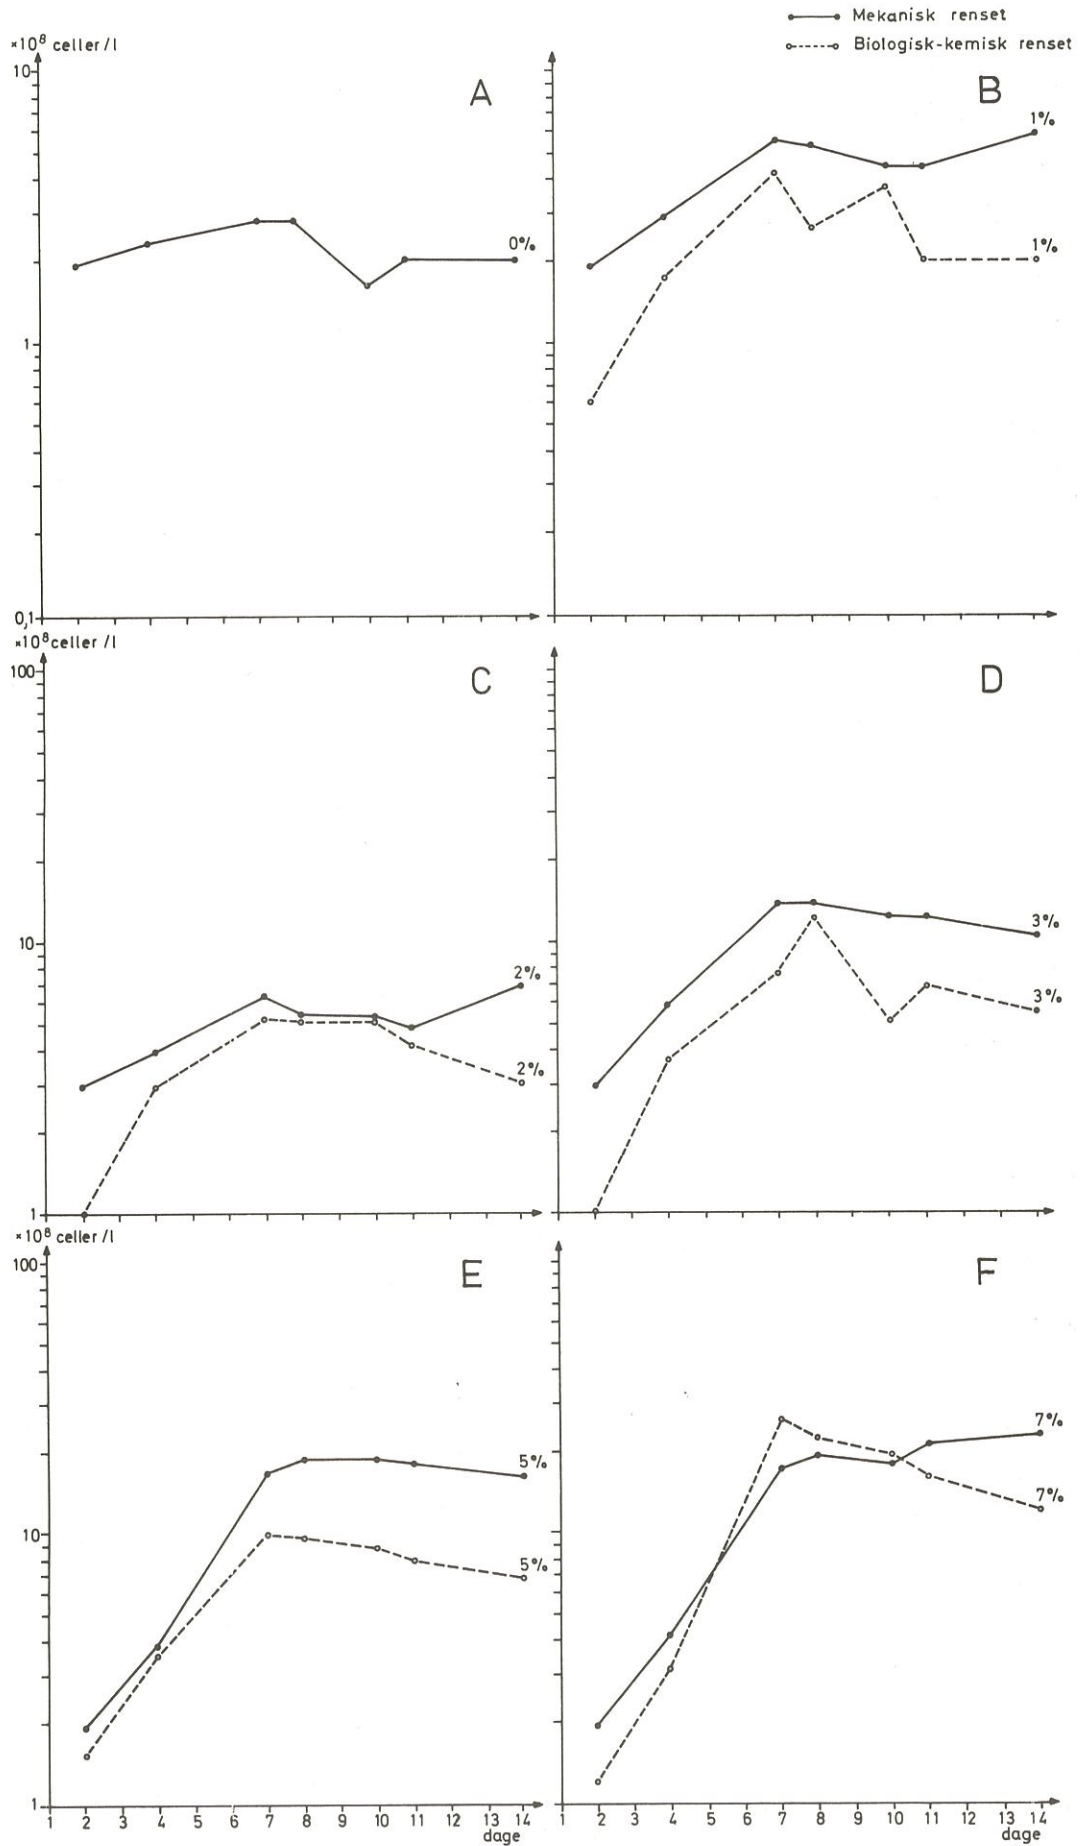 Mekanisk renset
Biologisk-kemisk renset
×10⁸ celler/l
10
A
B
1%
0%
1%
1
0,1
×10⁸ celler/l
100
C
D
10
2%
3%
2%
3%
1
×10⁸ celler/l
100
E
F
7%
5%
7%
10
5%
1
1 2 3 4 5 6 7 8 9 10 11 12 13 14
dage
1 2 3 4 5 6 7 8 9 10 11 12 13 14
dage